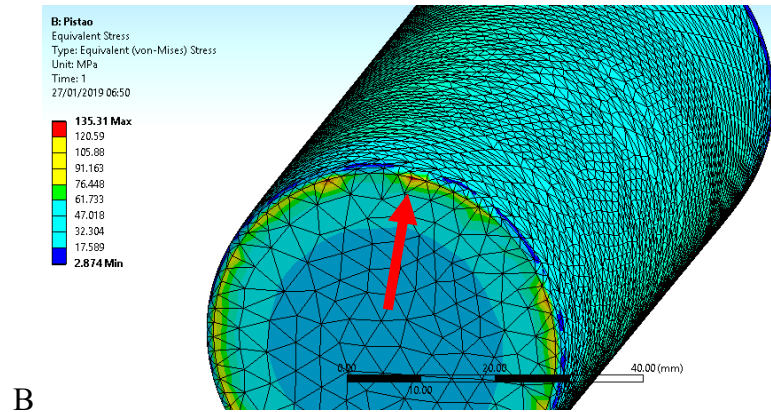 B: Pistao
Equivalent Stress
Type: Equivalent (von-Mises) Stress
Unit: MPa
Time: 1
27/01/2019 06:50
135.31 Max
120.59
105.88
91.163
76.448
61.733
47.018
32.304
17.589
2.874 Min
0.00 20.00 40.00 (mm)
10.00
B